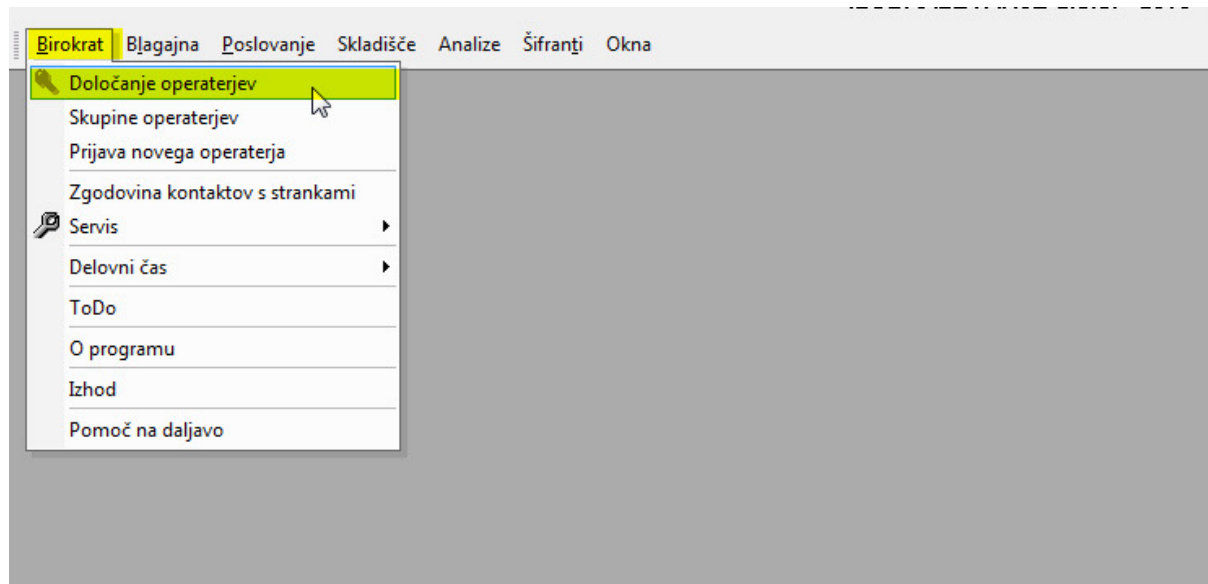 Birokrat Blagajna Poslovanje Skladišče Analize Šifranti Okna
Določanje operaterjev
Skupine operaterjev
Prijava novega operaterja
Zgodovina kontaktov s strankami
Servis
Delovni čas
ToDo
O programu
Izhod
Pomoč na daljavo